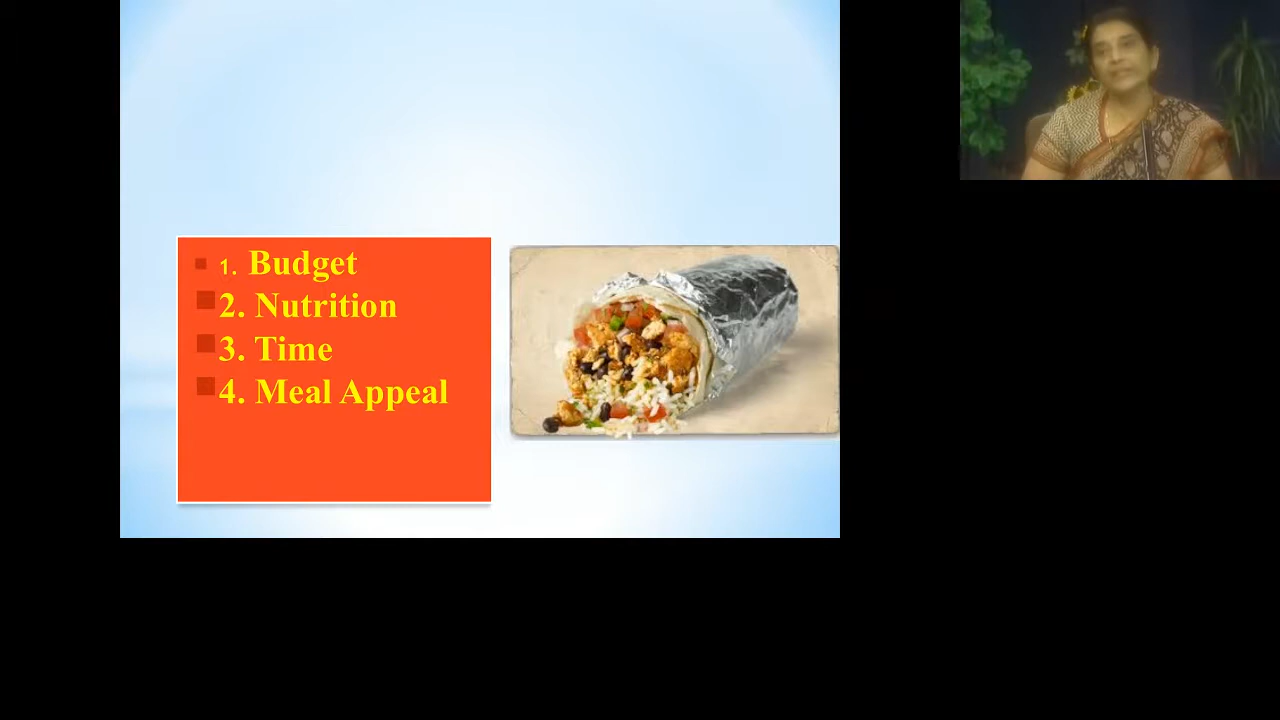 1. Budget
2. Nutrition
3. Time
4. Meal Appeal